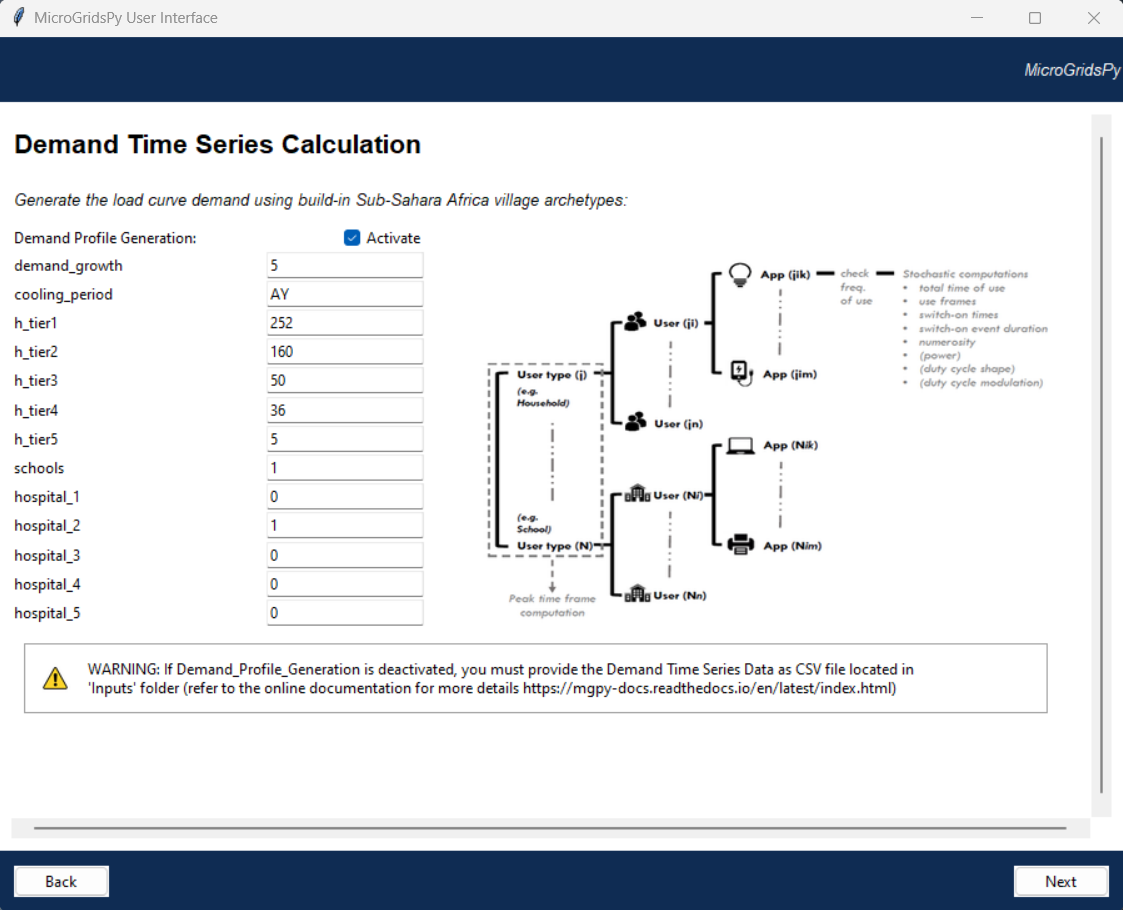 MicroGridsPy User Interface
MicroGridsPy
Demand Time Series Calculation
Generate the load curve demand using build-in Sub-Sahara Africa village archetypes:
Demand Profile Generation: Activate
demand_growth 5
cooling_period AY
h_tier1 252
h_tier2 160
h_tier3 50
h_tier4 36
h_tier5 5
schools 1
hospital_1 0
hospital_2 1
hospital_3 0
hospital_4 0
hospital_5 0
User type (j)
(e.g.
Household)
(e.g.
School)
User type (N)
Peak time frame
computation
User (ji)
User (jn)
User (Ni)
User (Nn)
App (jik)
App (jim)
App (Nik)
App (Nim)
check
freq.
of use
Stochastic computations
• total time of use
• use frames
• switch-on times
• switch-on event duration
• numerosity
• (power)
• (duty cycle shape)
• (duty cycle modulation)
WARNING: If Demand_Profile_Generation is deactivated, you must provide the Demand Time Series Data as CSV file located in
'Inputs' folder (refer to the online documentation for more details https://mgpy-docs.readthedocs.io/en/latest/index.html)
Back
Next